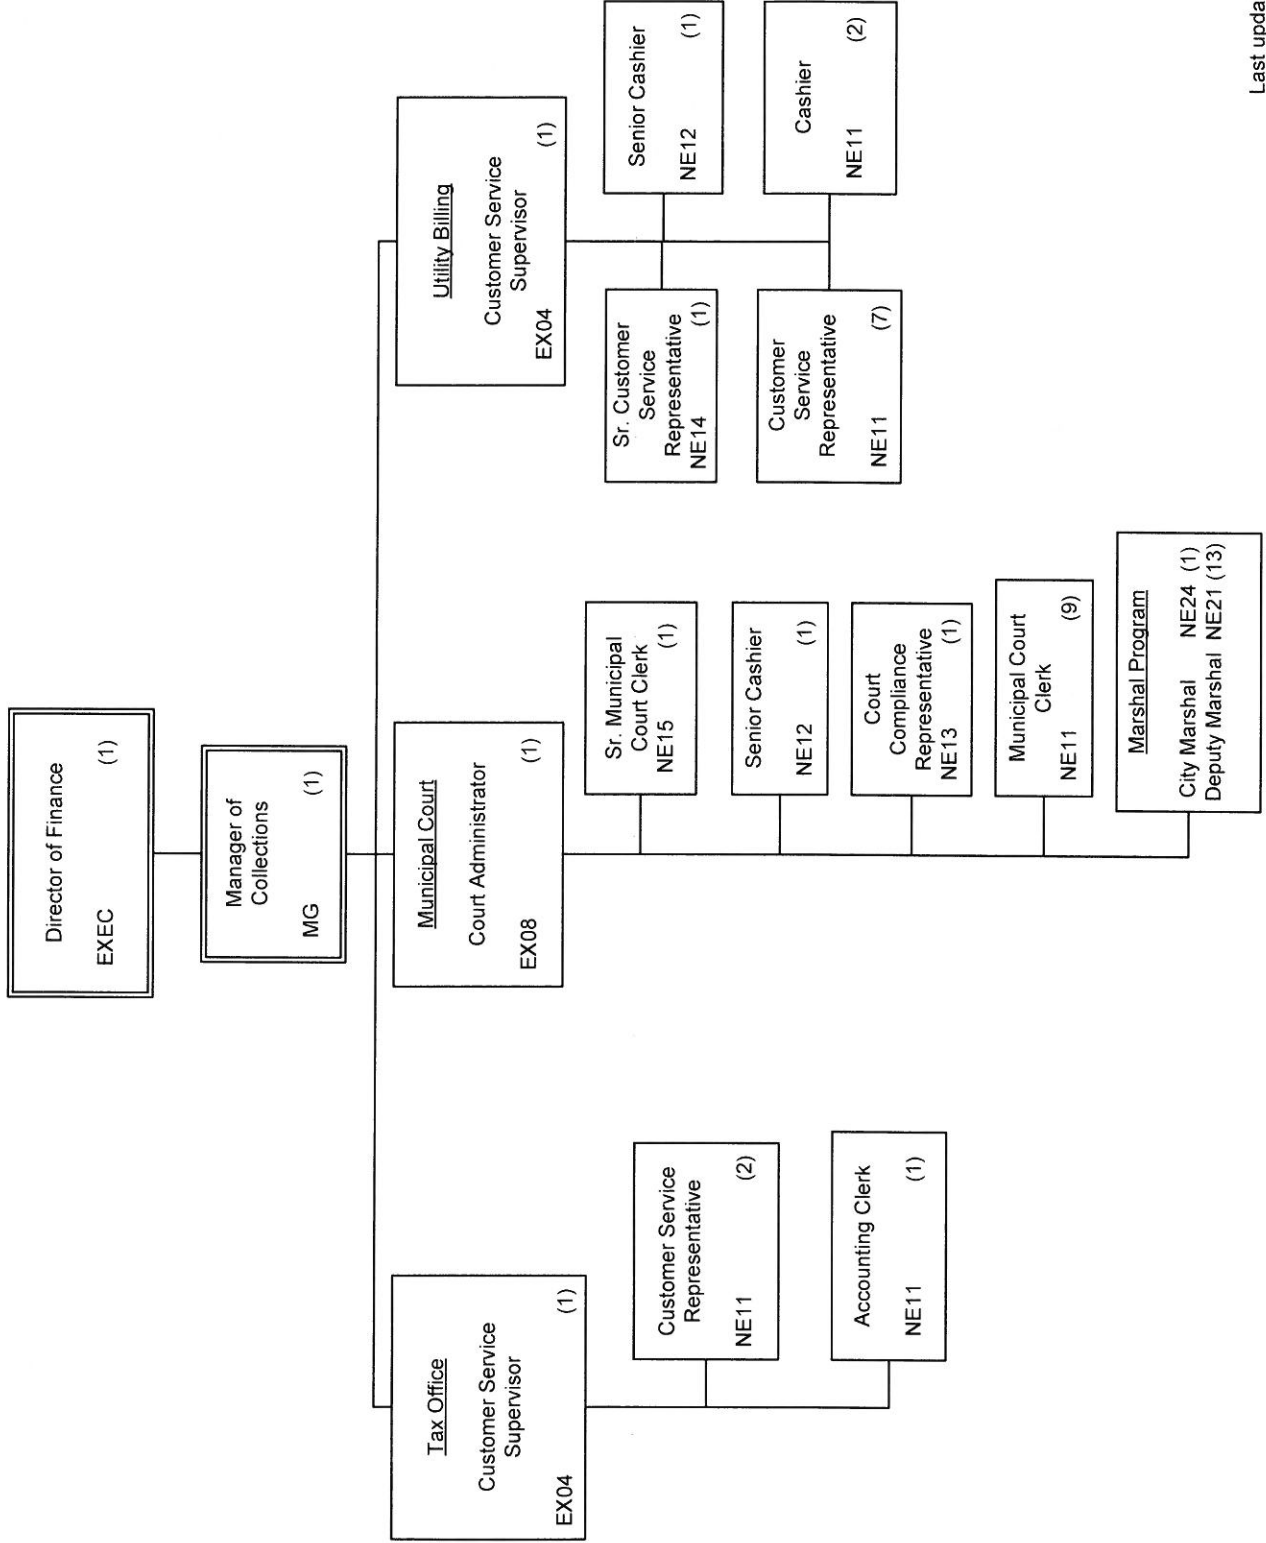 Director of Finance
EXEC (1)
Manager of
Collections
MG (1)
Tax Office
Customer Service
Supervisor
EX04 (1)
Customer Service
Representative
NE11 (2)
Accounting Clerk
NE11 (1)
Municipal Court
Court Administrator
EX08 (1)
Sr. Municipal
Court Clerk
NE15 (1)
Senior Cashier
NE12 (1)
Court
Compliance
Representative
NE13 (1)
Municipal Court
Clerk
NE11 (9)
Marshal Program
City Marshal NE24 (1)
Deputy Marshal NE21 (13)
Utility Billing
Customer Service
Supervisor
EX04 (1)
Sr. Customer
Service
Representative
NE14 (1)
Senior Cashier
NE12 (1)
Customer
Service
Representative
NE11 (7)
Cashier
NE11 (2)
Last upda